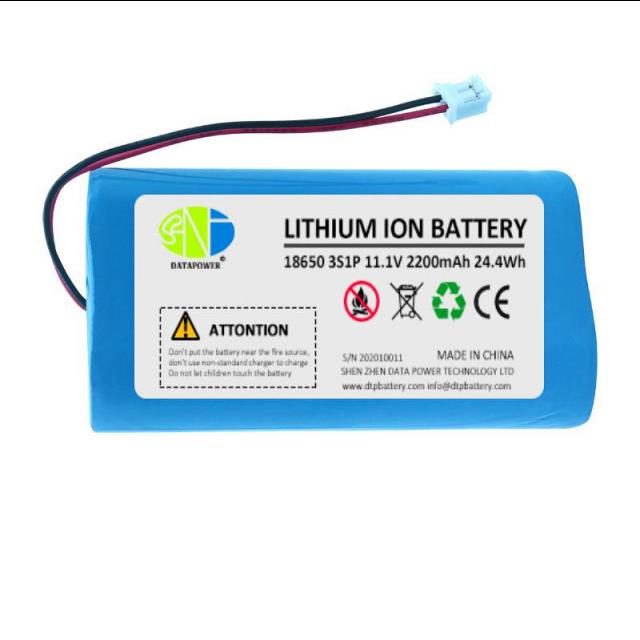 DATAPOWER®
LITHIUM ION BATTERY
18650 3S1P 11.1V 2200mAh 24.4Wh
CE
ATTONTION
Don't put the battery near the fire source,
don't use non-standard charger to charge
Do not let children touch the battery
S/N 202010011 MADE IN CHINA
SHEN ZHEN DATA POWER TECHNOLOGY LTD
www.dtpbattery.com info@dtpbattery.com